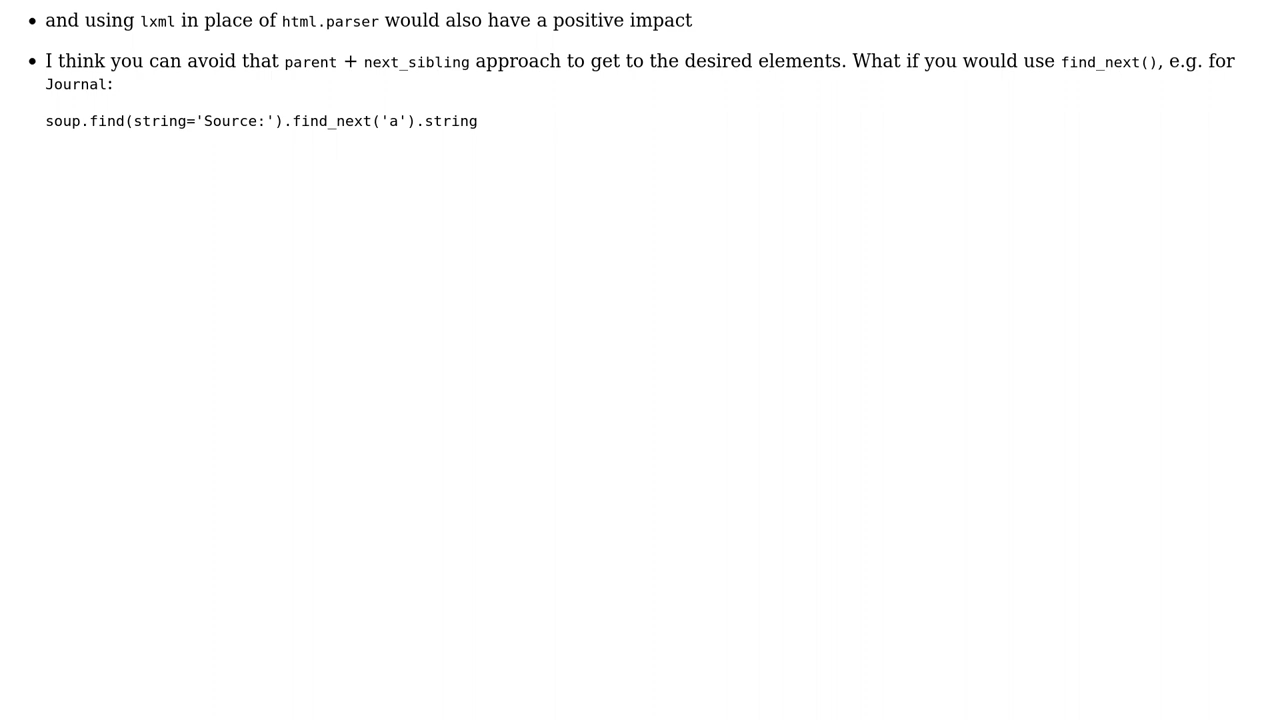 • and using lxml in place of html.parser would also have a positive impact
• I think you can avoid that parent + next_sibling approach to get to the desired elements. What if you would use find_next(), e.g. for
Journal:
soup.find(string='Source:').find_next('a').string